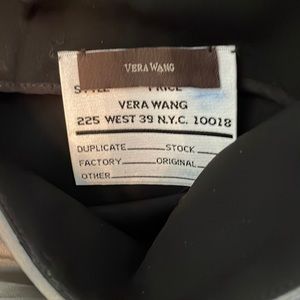 VERA WANG
STYLE PRICE
VERA WANG
225 WEST 39 N.Y.C. 10018
DUPLICATE STOCK
FACTORY ORIGINAL
OTHER